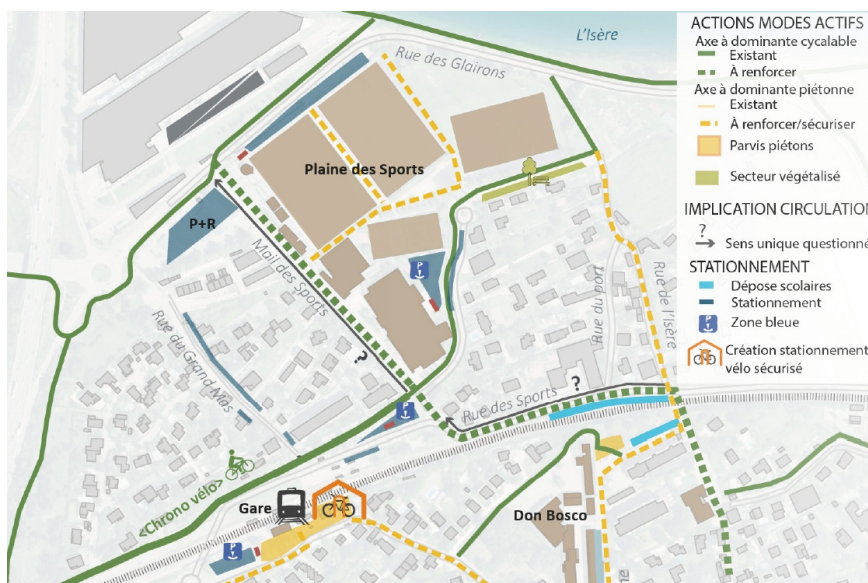 L'Isère
Rue des Glairons
Plaine des Sports
P+R
Mail des Sports
?
P
Rue du Grand Mas
Rue du port
Rue de l'Isère
Rue des Sports
?
P
<Chrono vélo>
Gare
P
Don Bosco
ACTIONS MODES ACTIFS
Axe à dominante cyclable
Existant
À renforcer
Axe à dominante piétonne
Existant
À renforcer/sécuriser
Parvis piétons
Secteur végétalisé
IMPLICATION CIRCULATION
?
Sens unique questionné
STATIONNEMENT
Dépose scolaires
Stationnement
P
Zone bleue
Création stationnement
vélo sécurisé